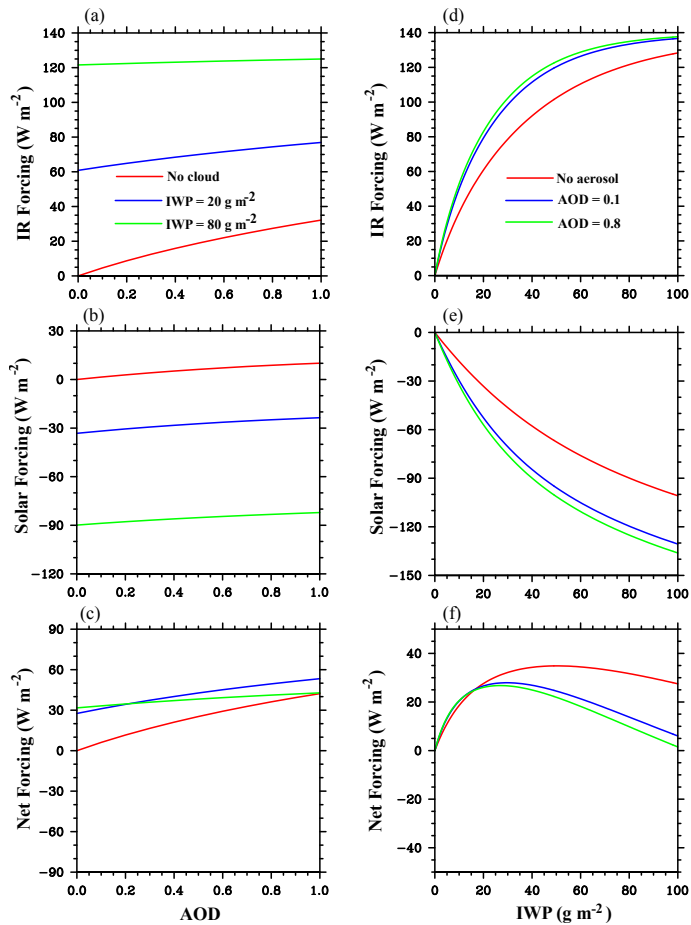 (a)
IR Forcing (W m-2)
140
120
100
80
60
40
20
0
No cloud
IWP = 20 g m-2
IWP = 80 g m-2
0.0 0.2 0.4 0.6 0.8 1.0
(d)
IR Forcing (W m-2)
140
120
100
80
60
40
20
0
No aerosol
AOD = 0.1
AOD = 0.8
0 20 40 60 80 100
(b)
Solar Forcing (W m-2)
30
0
−30
−60
−90
−120
0.0 0.2 0.4 0.6 0.8 1.0
(e)
Solar Forcing (W m-2)
0
−30
−60
−90
−120
−150
0 20 40 60 80 100
(c)
Net Forcing (W m-2)
90
60
30
0
−30
−60
−90
0.0 0.2 0.4 0.6 0.8 1.0
AOD
(f)
Net Forcing (W m-2)
40
20
0
−20
−40
0 20 40 60 80 100
IWP (g m-2)